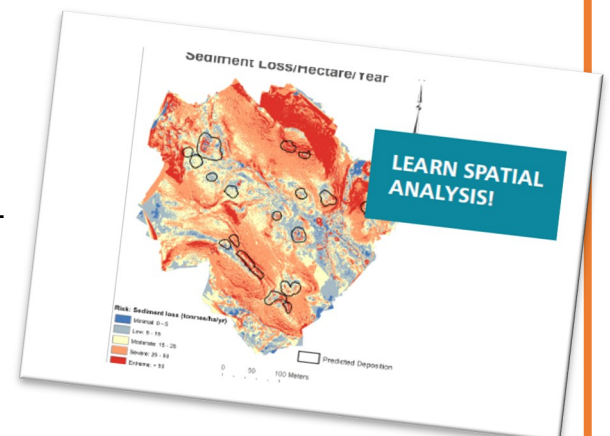 Sediment Loss/Hectare/Year
LEARN SPATIAL
ANALYSIS!
Risk: Sediment loss (tonnes/ha/yr)
Minimal: 0 - 5
Low: 5 - 15
Moderate: 15 - 25
Severe: 25 - 50
Extreme: > 50
Predicted Deposition
0 50 100 Meters